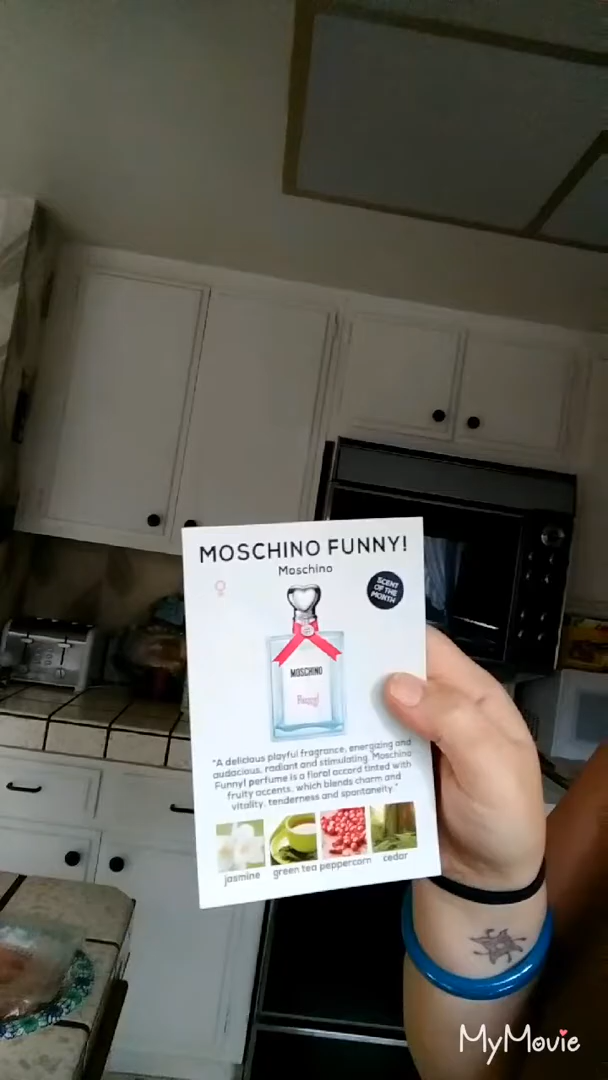 MOSCHINO FUNNY!
Moschino
SCENT
OF THE
MONTH
MOSCHINO
Funny!
"A delicious playful fragrance, energizing and
audacious, radiant and stimulating. Moschino
Funny! perfume is a floral accord tinted with
fruity accents, which blends charm and
vitality, tenderness and spontaneity."
jasmine green tea peppercorn cedar
MyMovie